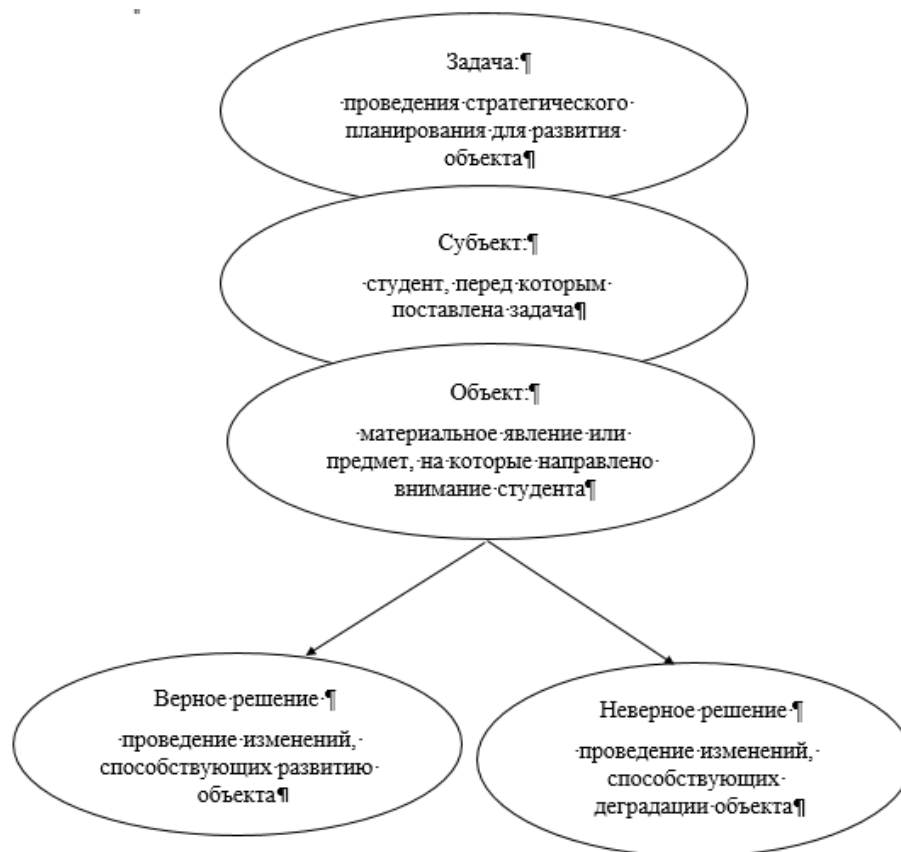 Задача:¶
·проведения·стратегического·
планирования·для·развития·
объекта¶
Субъект:¶
·студент,·перед·которым·
поставлена·задача¶
Объект:¶
·материальное·явление·или·
предмет,·на·которые·направлено·
внимание·студента¶
Верное·решение·¶
·проведение·изменений,·
способствующих·развитию·
объекта¶
Неверное·решение·¶
·проведение·изменений,·
способствующих·
деградации·объекта¶